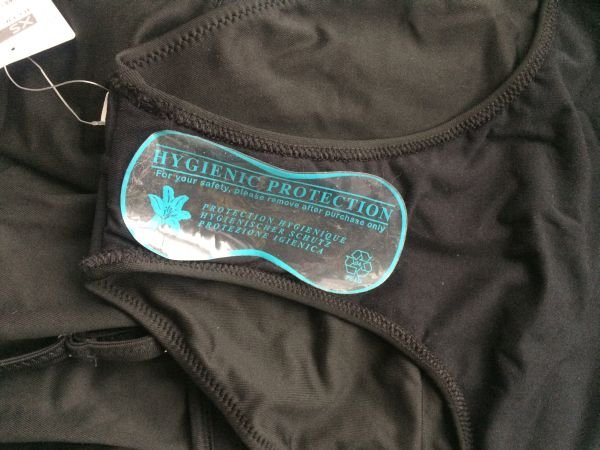 XS
HYGIENIC PROTECTION
For your safety, please remove after purchase only
PROTECTION HYGIENIQUE
HYGIENISCHER SCHUTZ
PROTEZIONE IGIENICA